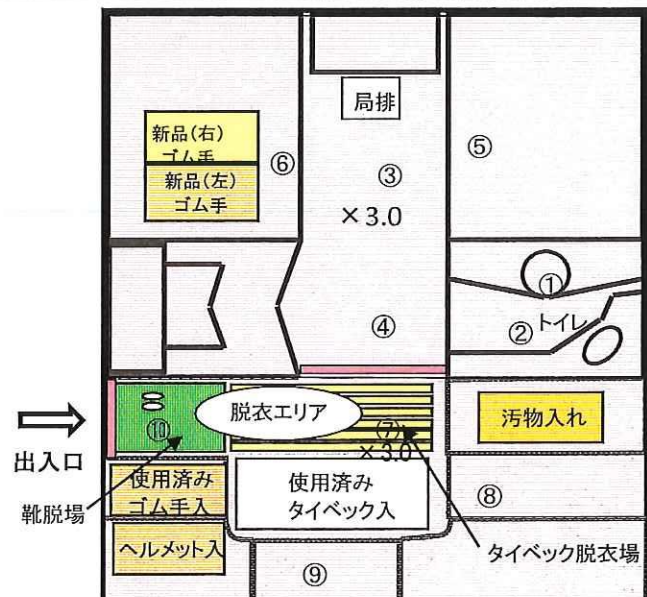 局排
新品(右)
ゴム手
新品(左)
ゴム手
⑥
③
⑤
×3.0
①
④
②
トイレ
脱衣エリア
汚物入れ
⑩
⑦
×3.0
出入口
靴脱場
使用済み
ゴム手入
使用済み
タイベック入
⑧
ヘルメット入
タイベック脱衣場
⑨